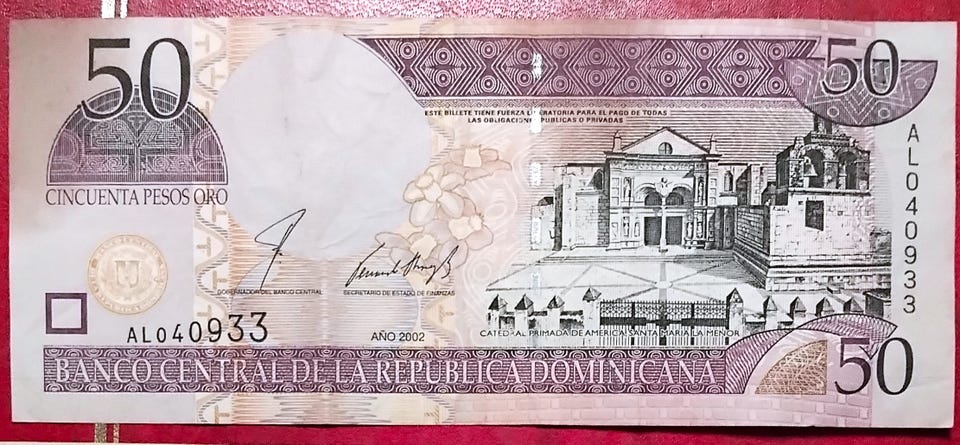 50
50
CINCUENTA PESOS ORO
ESTE BILLETE TIENE FUERZA LIBERATORIA PARA EL PAGO DE TODAS
LAS OBLIGACIONES PUBLICAS O PRIVADAS
AL040933
GOBERNADOR DEL BANCO CENTRAL
SECRETARIO DE ESTADO DE FINANZAS
AL040933
AÑO 2002
CATEDRAL PRIMADA DE AMERICA, SANTA MARIA LA MENOR
BANCO CENTRAL DE LA REPUBLICA DOMINICANA
50